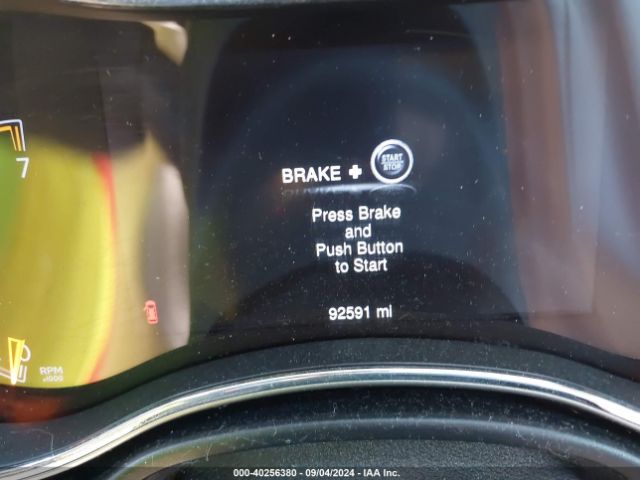 7
BRAKE + START STOP
Press Brake
and
Push Button
to Start
92591 mi
RPM
x1000
000-40256380 - 09/04/2024 - IAA Inc.